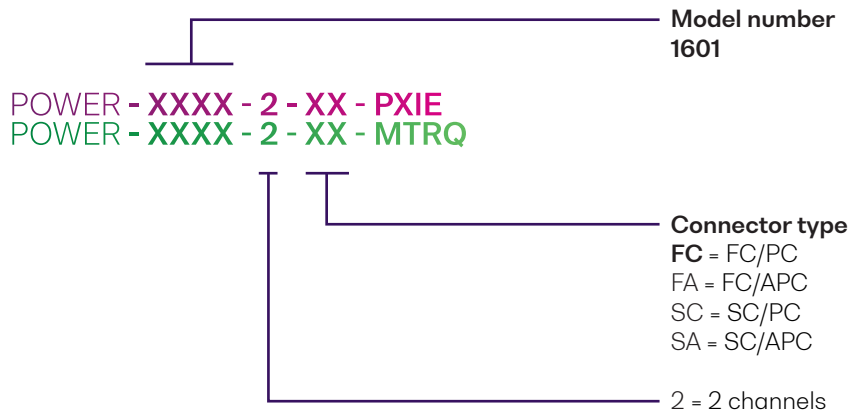 Model number
1601
POWER - XXXX - 2 - XX - PXIE
POWER - XXXX - 2 - XX - MTRQ
Connector type
FC = FC/PC
FA = FC/APC
SC = SC/PC
SA = SC/APC
2 = 2 channels